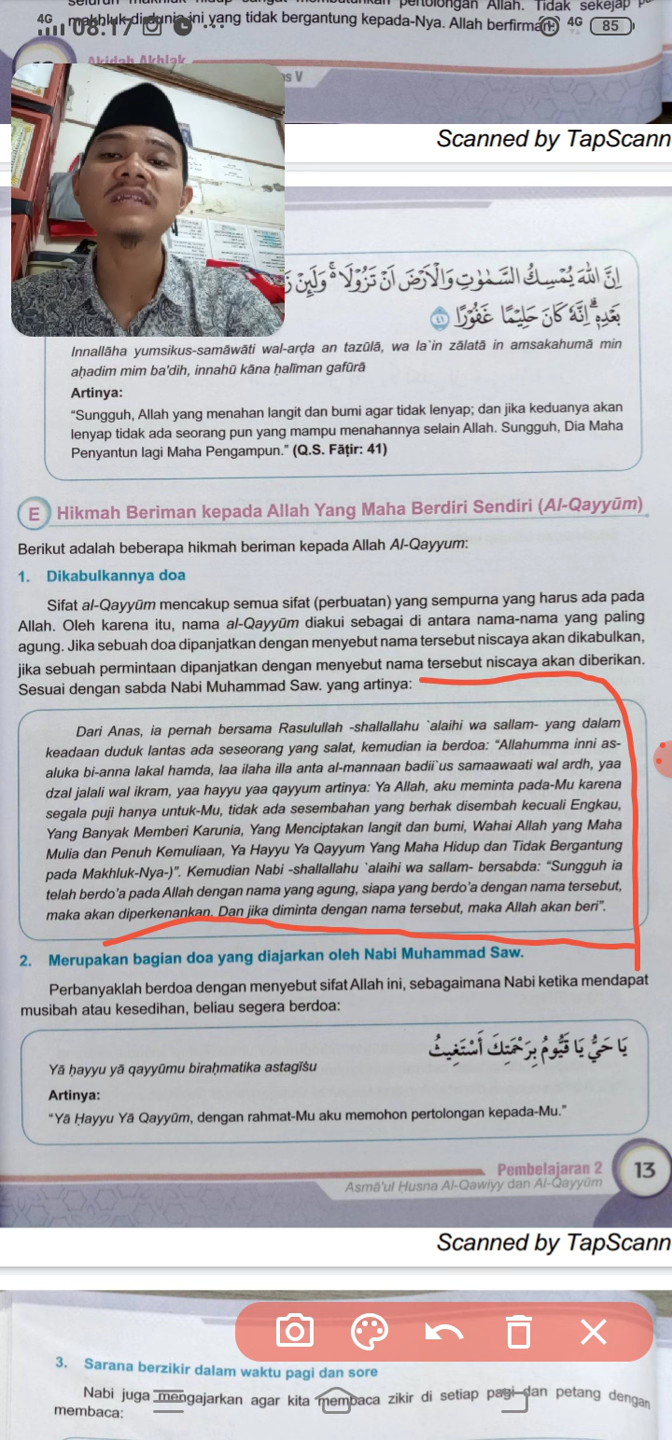 makhluk di dunia ini yang tidak bergantung kepada-Nya. Allah berfirman:
4G
08.17
4G
85
Akidah Akhlak
as V
Scanned by TapScann
اِنَّ اللّٰهَ يُمْسِكُ السَّمٰوٰتِ وَالْاَرْضَ اَنْ تَزُوْلَا ەۚ وَلَىِٕنْ
بَعْدِهٖ ۗاِنَّهٗ كَانَ حَلِيْمًا غَفُوْرًا ٤١
Innallāha yumsikus-samāwāti wal-arḍa an tazūlā, wa la`in zālatā in amsakahumā min
aḥadim mim ba'dih, innahū kāna ḥalīman gafūrā
Artinya:
“Sungguh, Allah yang menahan langit dan bumi agar tidak lenyap; dan jika keduanya akan
lenyap tidak ada seorang pun yang mampu menahannya selain Allah. Sungguh, Dia Maha
Penyantun lagi Maha Pengampun.” (Q.S. Fāṭir: 41)
E Hikmah Beriman kepada Allah Yang Maha Berdiri Sendiri (Al-Qayyūm)
Berikut adalah beberapa hikmah beriman kepada Allah Al-Qayyum:
1. Dikabulkannya doa
Sifat al-Qayyūm mencakup semua sifat (perbuatan) yang sempurna yang harus ada pada
Allah. Oleh karena itu, nama al-Qayyūm diakui sebagai di antara nama-nama yang paling
agung. Jika sebuah doa dipanjatkan dengan menyebut nama tersebut niscaya akan dikabulkan,
jika sebuah permintaan dipanjatkan dengan menyebut nama tersebut niscaya akan diberikan.
Sesuai dengan sabda Nabi Muhammad Saw. yang artinya:
Dari Anas, ia pernah bersama Rasulullah -shallallahu `alaihi wa sallam- yang dalam
keadaan duduk lantas ada seseorang yang salat, kemudian ia berdoa: “Allahumma inni as-
aluka bi-anna lakal hamda, laa ilaha illa anta al-mannaan badii`us samaawaati wal ardh, yaa
dzal jalali wal ikram, yaa hayyu yaa qayyum artinya: Ya Allah, aku meminta pada-Mu karena
segala puji hanya untuk-Mu, tidak ada sesembahan yang berhak disembah kecuali Engkau,
Yang Banyak Memberi Karunia, Yang Menciptakan langit dan bumi, Wahai Allah yang Maha
Mulia dan Penuh Kemuliaan, Ya Hayyu Ya Qayyum Yang Maha Hidup dan Tidak Bergantung
pada Makhluk-Nya-)”. Kemudian Nabi -shallallahu `alaihi wa sallam- bersabda: “Sungguh ia
telah berdo’a pada Allah dengan nama yang agung, siapa yang berdo’a dengan nama tersebut,
maka akan diperkenankan. Dan jika diminta dengan nama tersebut, maka Allah akan beri”.
2. Merupakan bagian doa yang diajarkan oleh Nabi Muhammad Saw.
Perbanyaklah berdoa dengan menyebut sifat Allah ini, sebagaimana Nabi ketika mendapat
musibah atau kesedihan, beliau segera berdoa:
يَا حَيُّ يَا قَيُّومُ بِرَحْمَتِكَ أَسْتَغِيثُ
Yā ḥayyu yā qayyūmu biraḥmatika astagīṡu
Artinya:
“Yā Ḥayyu Yā Qayyūm, dengan rahmat-Mu aku memohon pertolongan kepada-Mu.”
Pembelajaran 2
Asmā'ul Ḥusna Al-Qawiyy dan Al-Qayyūm
13
Scanned by TapScann
3. Sarana berzikir dalam waktu pagi dan sore
Nabi juga mengajarkan agar kita membaca zikir di setiap pagi dan petang dengan
membaca: